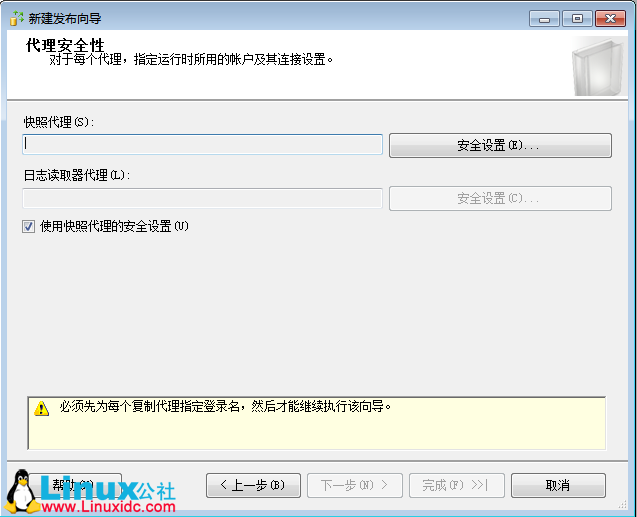 新建发布向导
代理安全性
对于每个代理，指定运行时所用的帐户及其连接设置。
快照代理(S):
安全设置(E)...
日志读取器代理(L):
安全设置(C)...
使用快照代理的安全设置(U)
必须先为每个复制代理指定登录名，然后才能继续执行该向导。
帮助
< 上一步(B)
下一步(N) >
完成(F) >>|
取消
Linux公社
www.Linuxidc.com